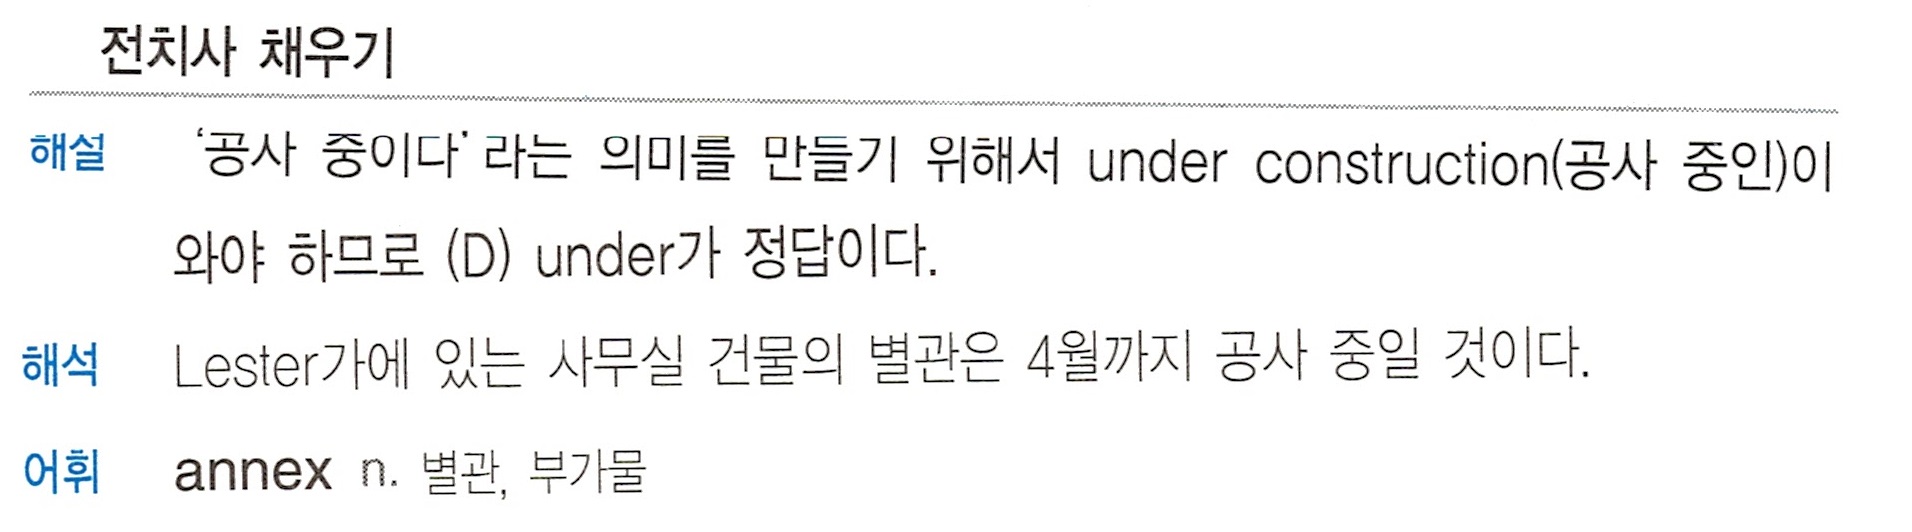 전치사 채우기
해설 '공사 중이다'라는 의미를 만들기 위해서 under construction(공사 중인)이
와야 하므로 (D) under가 정답이다.
해석 Lester가에 있는 사무실 건물의 별관은 4월까지 공사 중일 것이다.
어휘 annex n. 별관, 부가물